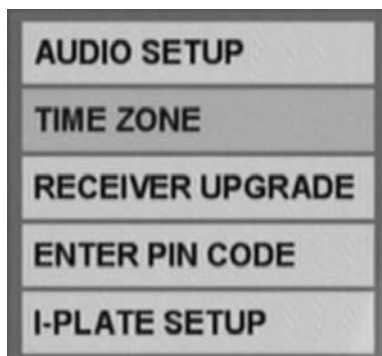 AUDIO SETUP
TIME ZONE
RECEIVER UPGRADE
ENTER PIN CODE
I-PLATE SETUP